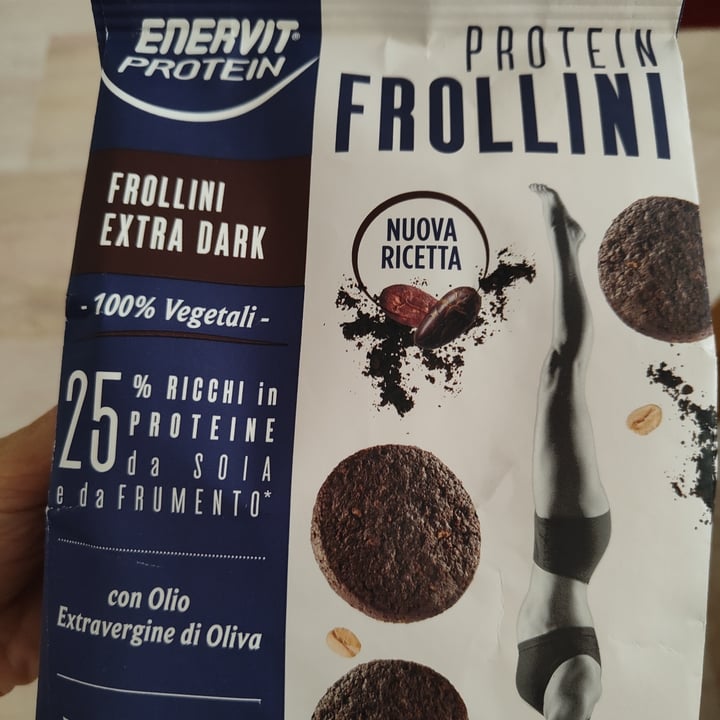 ENERVIT®
PROTEIN
PROTEIN
FROLLINI
FROLLINI
EXTRA DARK
- 100% Vegetali -
25% RICCHI in
PROTEINE
da SOIA
e da FRUMENTO*
con Olio
Extravergine di Oliva
NUOVA
RICETTA